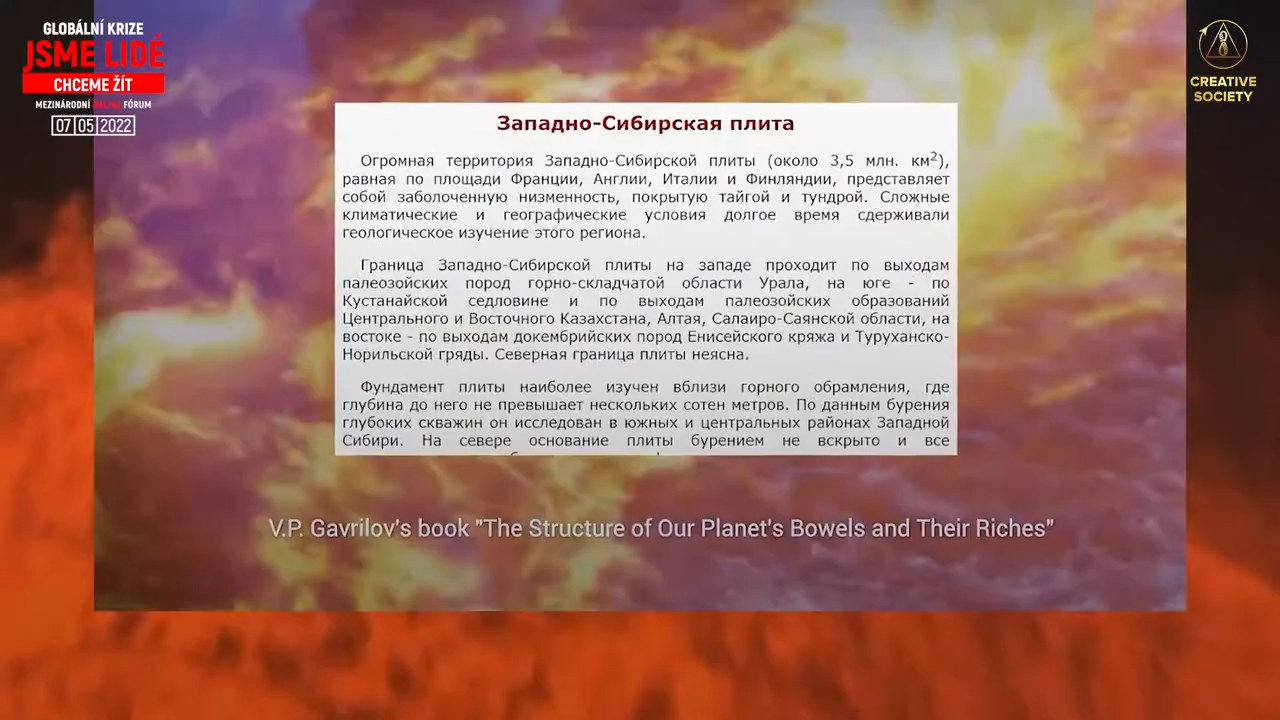 GLOBÁLNÍ KRIZE
JSME LIDÉ
CHCEME ŽÍT
MEZINÁRODNÍ ONLINE FÓRUM
07 05 2022
CREATIVE
SOCIETY
Западно-Сибирская плита
Огромная территория Западно-Сибирской плиты (около 3,5 млн. км²),
равная по площади Франции, Англии, Италии и Финляндии, представляет
собой заболоченную низменность, покрытую тайгой и тундрой. Сложные
климатические и географические условия долгое время сдерживали
геологическое изучение этого региона.
Граница Западно-Сибирской плиты на западе проходит по выходам
палеозойских пород горно-складчатой области Урала, на юге - по
Кустанайской седловине и по выходам палеозойских образований
Центрального и Восточного Казахстана, Алтая, Салаиро-Саянской области, на
востоке - по выходам докембрийских пород Енисейского кряжа и Туруханско-
Норильской гряды. Северная граница плиты неясна.
Фундамент плиты наиболее изучен вблизи горного обрамления, где
глубина до него не превышает нескольких сотен метров. По данным бурения
глубоких скважин он исследован в южных и центральных районах Западной
Сибири. На севере основание плиты бурением не вскрыто и все
V.P. Gavrilov's book "The Structure of Our Planet's Bowels and Their Riches"